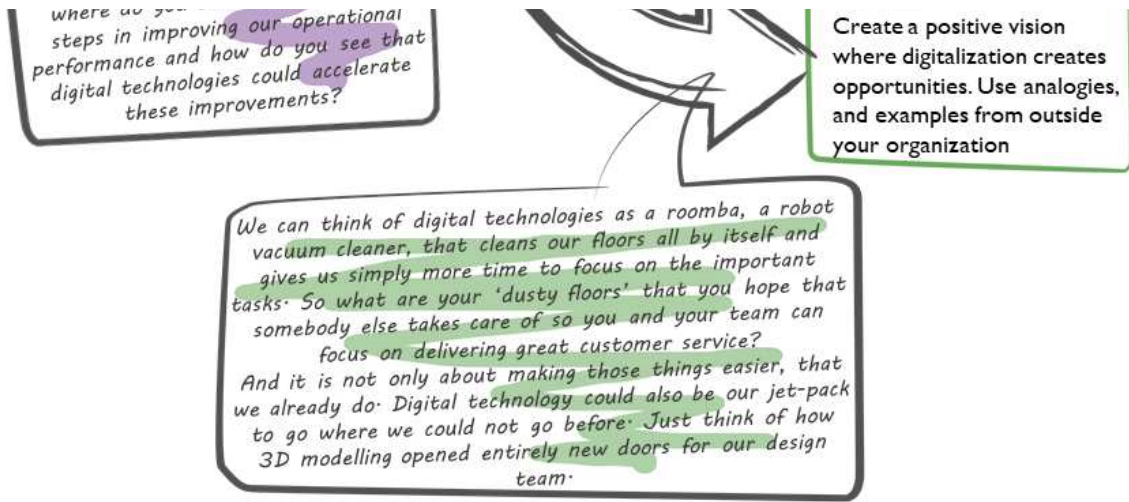 where do you
steps in improving our operational
performance and how do you see that
digital technologies could accelerate
these improvements?
Create a positive vision
where digitalization creates
opportunities. Use analogies,
and examples from outside
your organization
We can think of digital technologies as a roomba, a robot
vacuum cleaner, that cleans our floors all by itself and
gives us simply more time to focus on the important
tasks. So what are your ‘dusty floors’ that you hope that
somebody else takes care of so you and your team can
focus on delivering great customer service?
And it is not only about making those things easier, that
we already do. Digital technology could also be our jet-pack
to go where we could not go before. Just think of how
3D modelling opened entirely new doors for our design
team.